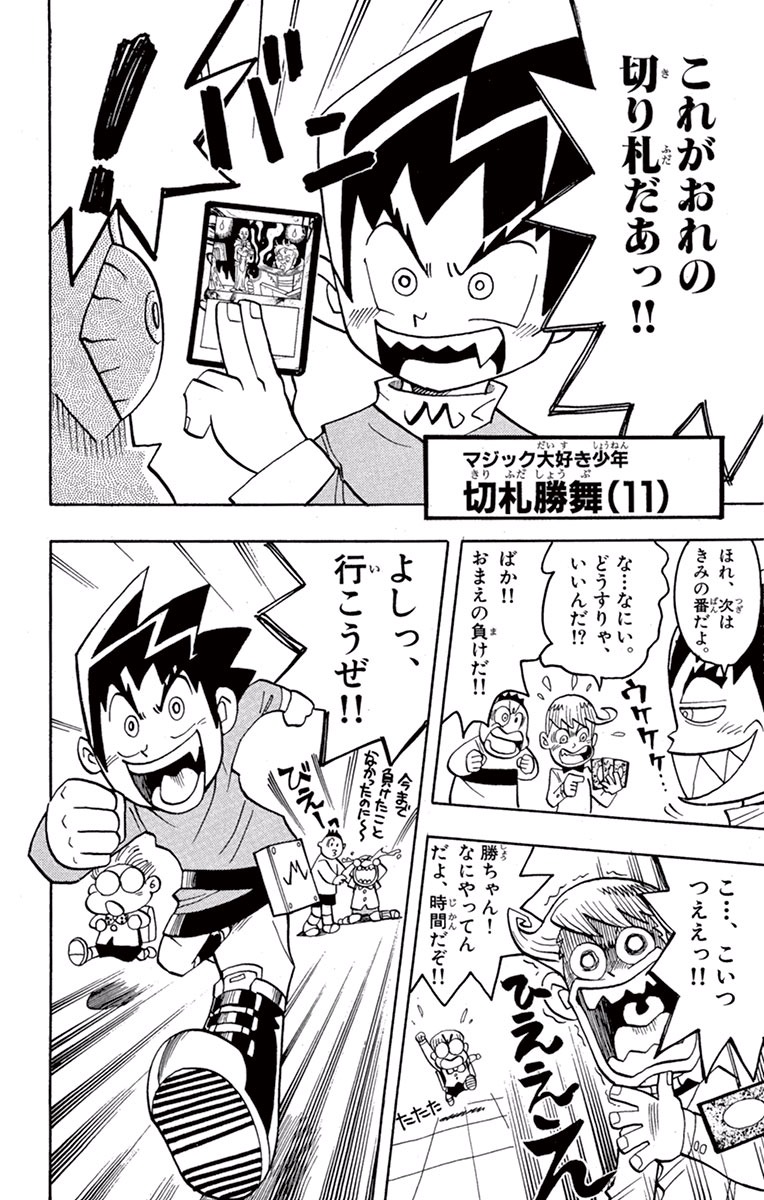 これがおれの
切り札だあっ!!
バーン
!
マジック大好き少年
切札勝舞(11)
ほれ、次は
きみの番だよ。
ウケケケ…
な…なにい。
どうすりゃ、
いいんだ!?
ばか!!
おまえの負けだ!!
こ…、こいつ
つええっ!!
ひええええ
勝ちゃん!
なにやってん
だよ、時間だぞ!!
たたた
よしっ、
行こうぜ!!
今まで
負けたこと
なかったのに〜
びえーっ